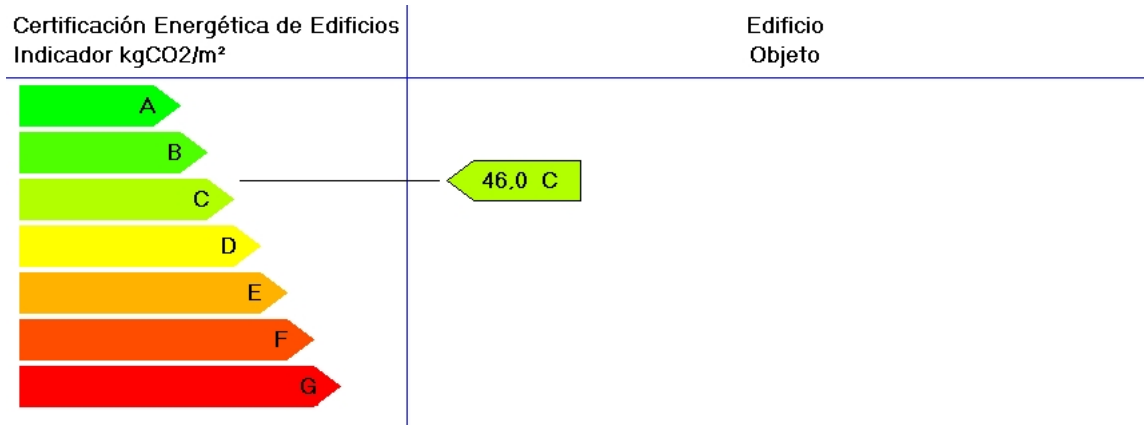 Certificación Energética de Edificios
Indicador kgCO2/m²
Edificio
Objeto
A
B
C
46,0 C
D
E
F
G